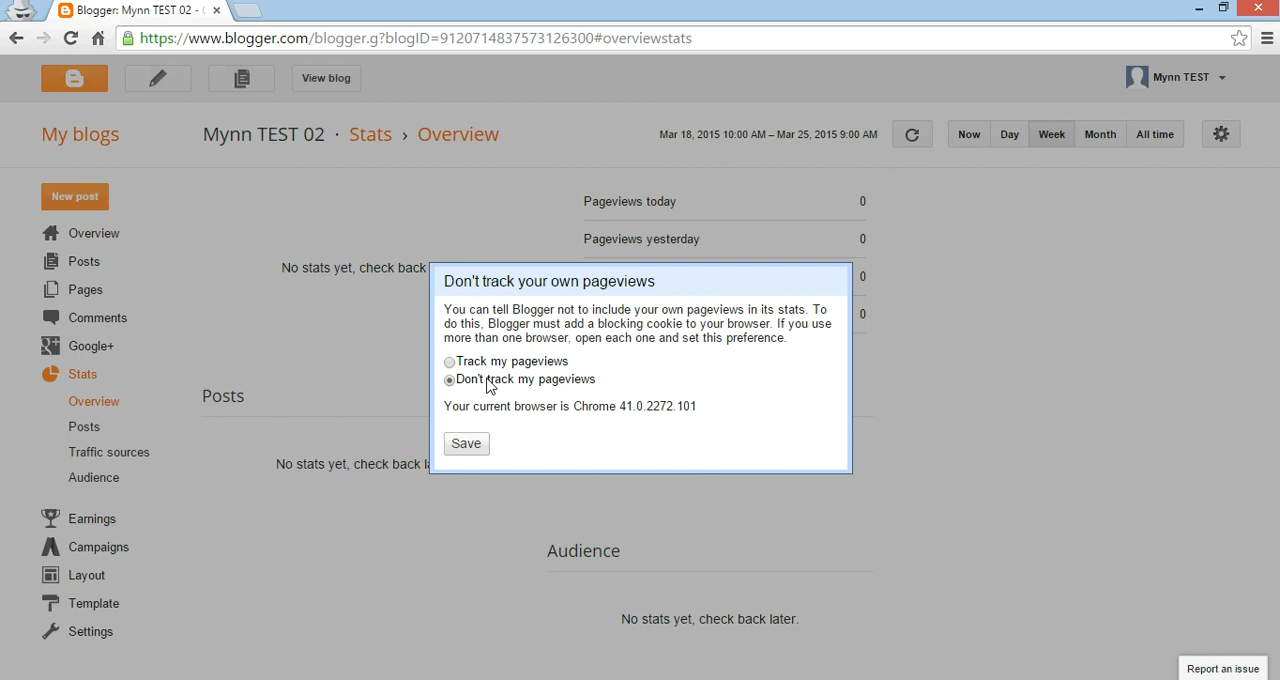 Blogger: Mynn TEST 02 -
https://www.blogger.com/blogger.g?blogID=9120714837573126300#overviewstats
View blog
Mynn TEST
My blogs
Mynn TEST 02 · Stats › Overview
Mar 18, 2015 10:00 AM – Mar 25, 2015 9:00 AM
Now Day Week Month All time
New post
Overview
Posts
Pages
Comments
Google+
Stats
Overview
Posts
Traffic sources
Audience
Earnings
Campaigns
Layout
Template
Settings
Pageviews today 0
Pageviews yesterday 0
0
0
No stats yet, check back
Don't track your own pageviews
You can tell Blogger not to include your own pageviews in its stats. To
do this, Blogger must add a blocking cookie to your browser. If you use
more than one browser, open each one and set this preference.
Track my pageviews
Don't track my pageviews
Your current browser is Chrome 41.0.2272.101
Save
Posts
No stats yet, check back
Audience
No stats yet, check back later.
Report an issue